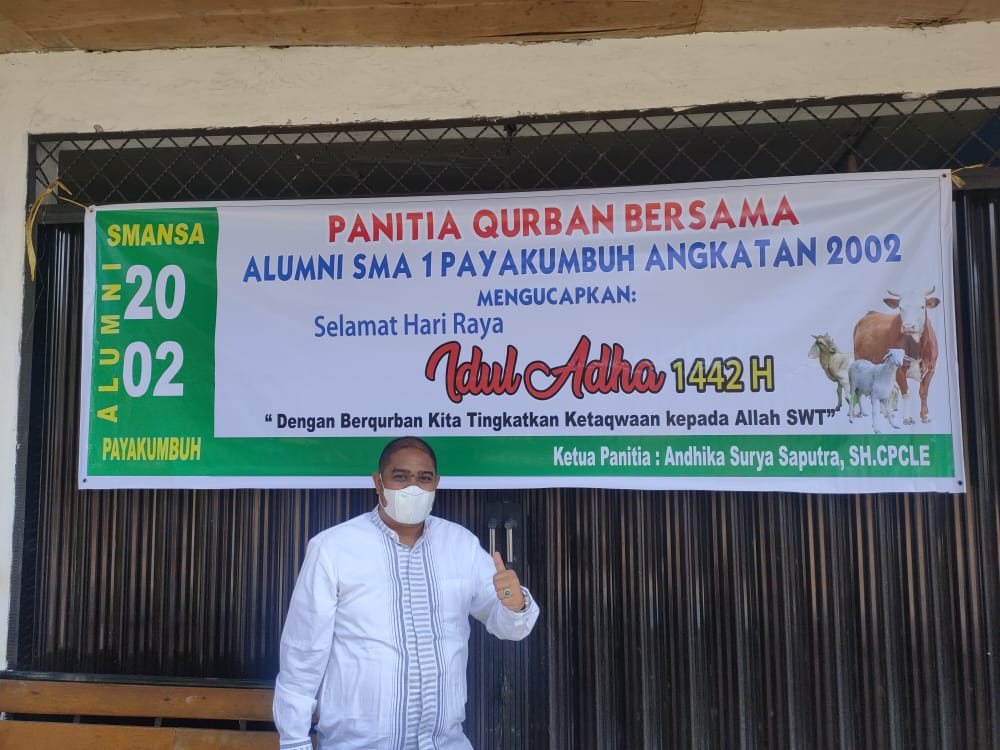 SMANSA
ALUMNI
20
02
PAYAKUMBUH
PANITIA QURBAN BERSAMA
ALUMNI SMA 1 PAYAKUMBUH ANGKATAN 2002
MENGUCAPKAN:
Selamat Hari Raya
Idul Adha 1442 H
“ Dengan Berqurban Kita Tingkatkan Ketaqwaan kepada Allah SWT”
Ketua Panitia : Andhika Surya Saputra, SH.CPCLE